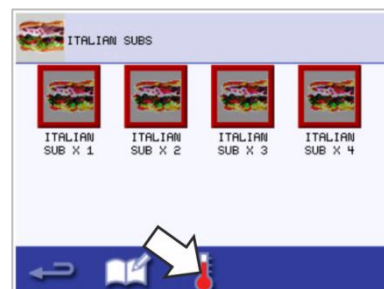 ITALIAN SUBS
ITALIAN SUB X 1
ITALIAN SUB X 2
ITALIAN SUB X 3
ITALIAN SUB X 4